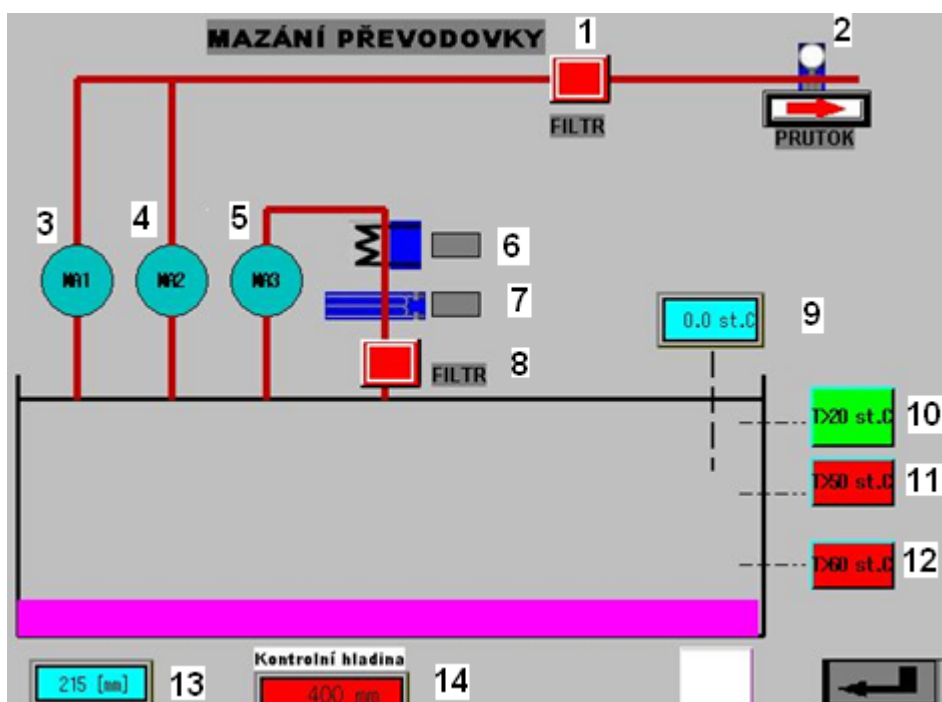 MAZÁNÍ PŘEVODOVKY
1
2
FILTR
PRUTOK
3
4
5
MA1
MA2
MA3
6
7
8
FILTR
0.0 st.C
9
T>20 st.C
10
T>50 st.C
11
T>60 st.C
12
215 [mm]
13
Kontrolní hladina
400 mm
14